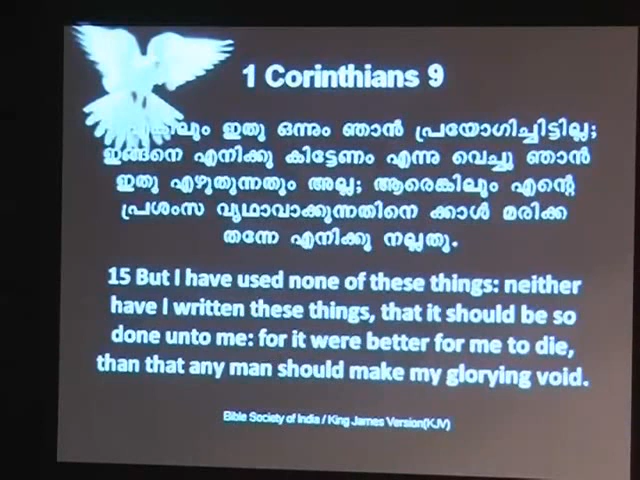 1 Corinthians 9
ഇതു ഒന്നും ഞാൻ പ്രയോഗിച്ചിട്ടില്ല;
ഇങ്ങനെ എനിക്കു കിട്ടേണം എന്നു വെച്ചു ഞാൻ
ഇതു എഴുതുന്നതും അല്ല; ആരെങ്കിലും എന്റെ
പ്രശംസ വൃഥാവാക്കുന്നതിനെ ക്കാൾ മരിക്ക
തന്നേ എനിക്കു നല്ലതു.
15 But I have used none of these things: neither
have I written these things, that it should be so
done unto me: for it were better for me to die,
than that any man should make my glorying void.
Bible Society of India / King James Version(KJV)